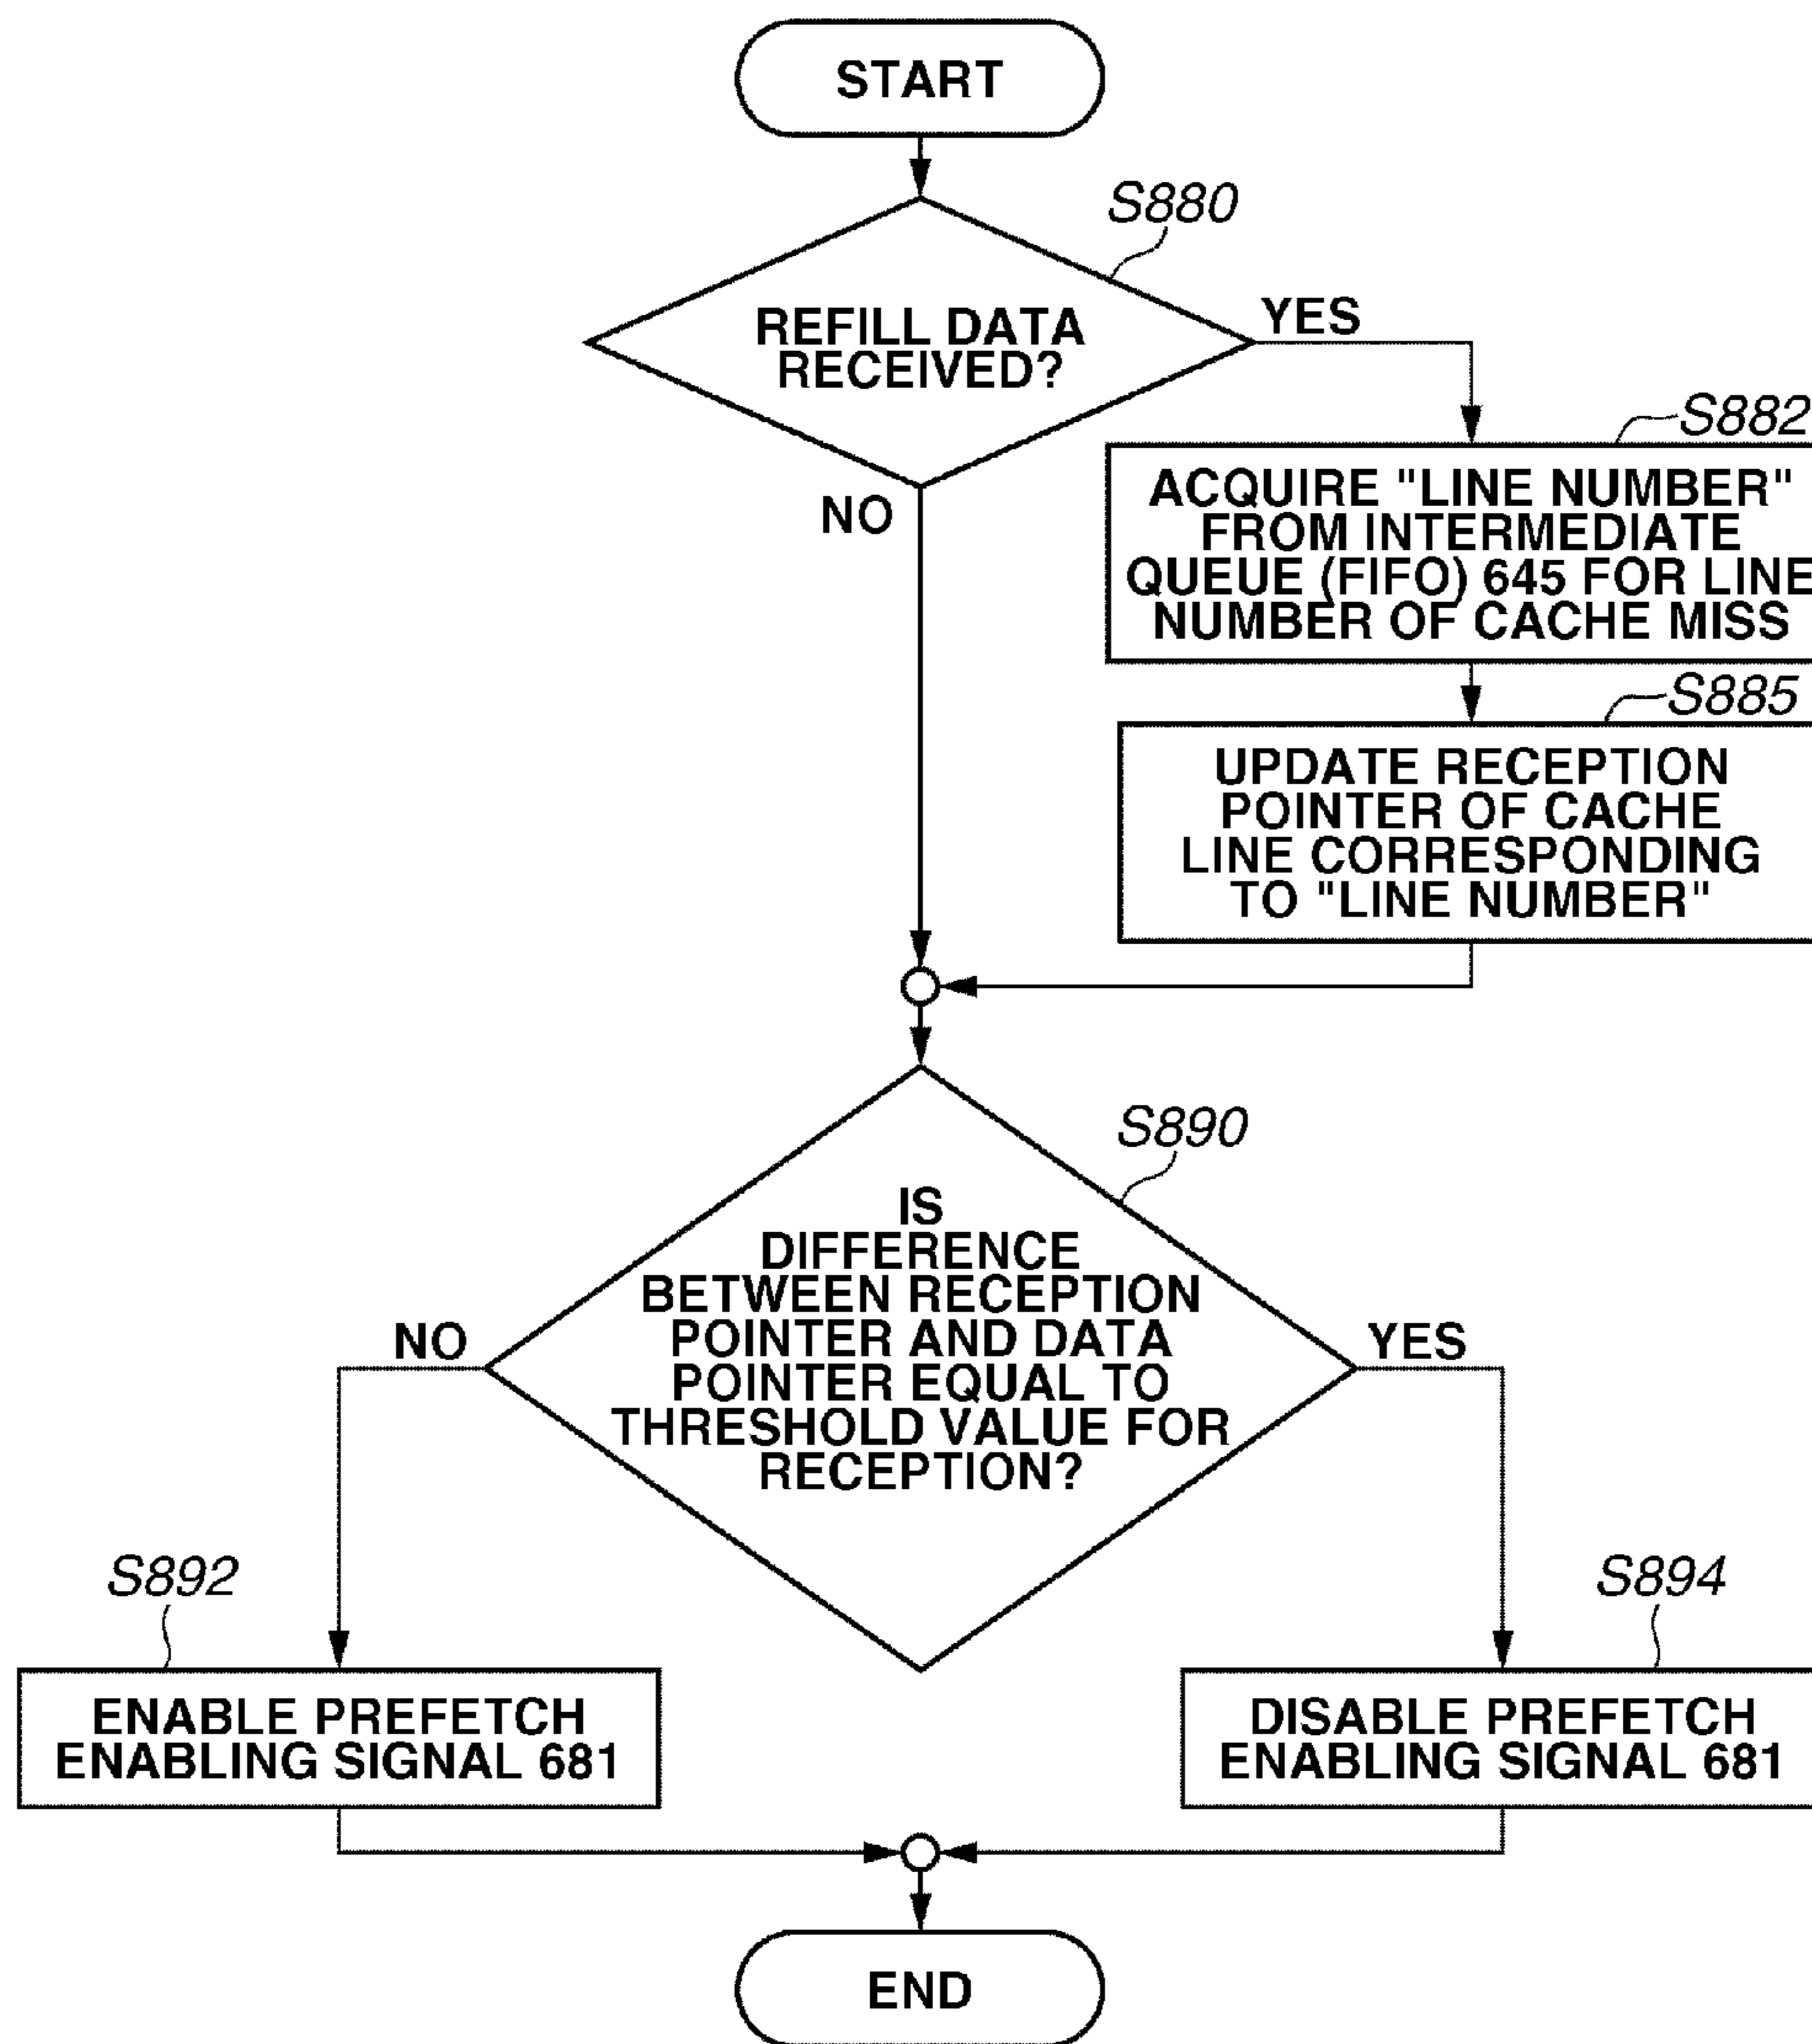 START
S880
REFILL DATA
RECEIVED?
YES
NO
S882
ACQUIRE "LINE NUMBER"
FROM INTERMEDIATE
QUEUE (FIFO) 645 FOR LINE
NUMBER OF CACHE MISS
S885
UPDATE RECEPTION
POINTER OF CACHE
LINE CORRESPONDING
TO "LINE NUMBER"
S890
IS
DIFFERENCE
BETWEEN RECEPTION
POINTER AND DATA
POINTER EQUAL TO
THRESHOLD VALUE FOR
RECEPTION?
NO
YES
S892
ENABLE PREFETCH
ENABLING SIGNAL 681
S894
DISABLE PREFETCH
ENABLING SIGNAL 681
END